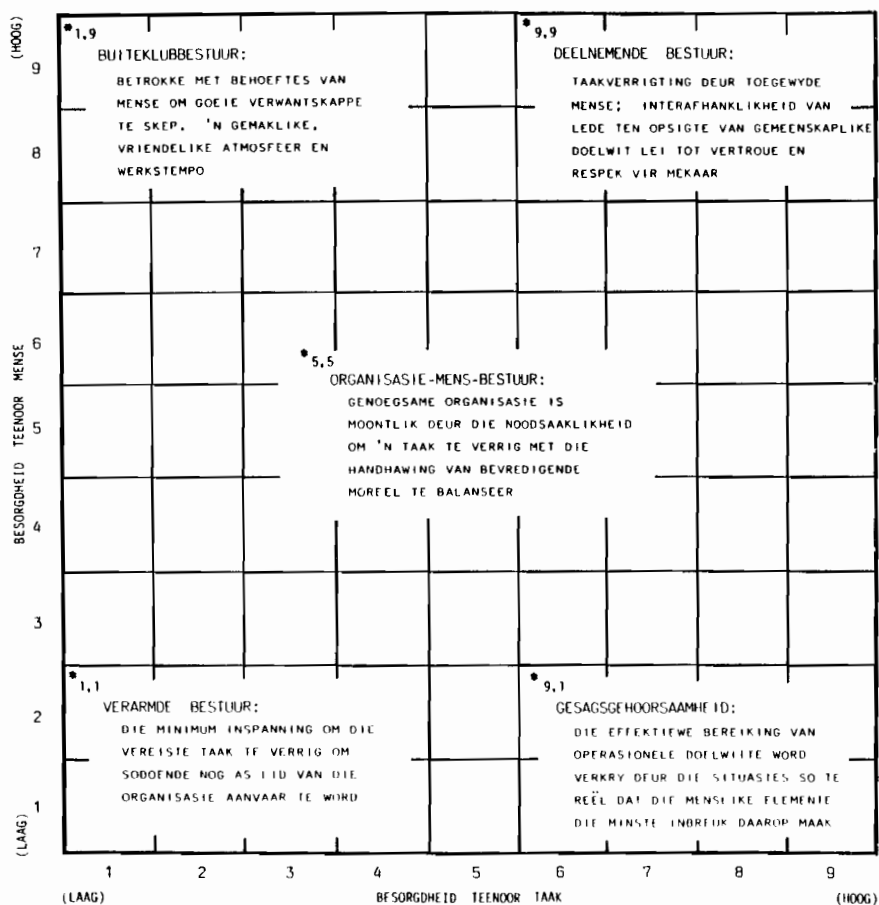 (HOOG)
BESORGDHEID TEENOOR MENSE
(LAAG)
9
8
7
6
5
4
3
2
1
*1,9
BUITEKLUBBESTUUR:
BETROKKE MET BEHOEFTES VAN
MENSE OM GOEIE VERWANTSKAPPE
TE SKEP. 'N GEMAKLIKE,
VRIENDELIKE ATMOSFEER EN
WERKSTEMPO
*9,9
DEELNEMENDE BESTUUR:
TAAKVERRIGTING DEUR TOEGEWYDE
MENSE; INTERAFHANKLIKHEID VAN
LEDE TEN OPSIGTE VAN GEMEENSKAPLIKE
DOELWIT LEI TOT VERTROUE EN
RESPEK VIR MEKAAR
*5,5
ORGANISASIE-MENS-BESTUUR:
GENOEGSAME ORGANISASIE IS
MOONTLIK DEUR DIE NOODSAAKLIKHEID
OM 'N TAAK TE VERRIG MET DIE
HANDHAWING VAN BEVREDIGENDE
MOREEL TE BALANSEER
*1,1
VERARMDE BESTUUR:
DIE MINIMUM INSPANNING OM DIE
VEREISTE TAAK TE VERRIG OM
SODOENDE NOG AS LID VAN DIE
ORGANISASIE AANVAAR TE WORD
*9,1
GESAGSGEHOORSAAMHEID:
DIE EFFEKTIEWE BEREIKING VAN
OPERASIONELE DOELWITTE WORD
VERKRY DEUR DIE SITUASIES SO TE
REËL DAT DIE MENSLIKE ELEMENTE
DIE MINSTE INBREUK DAAROP MAAK
1 2 3 4 5 6 7 8 9
(LAAG) BESORGDHEID TEENOOR TAAK (HOOG)